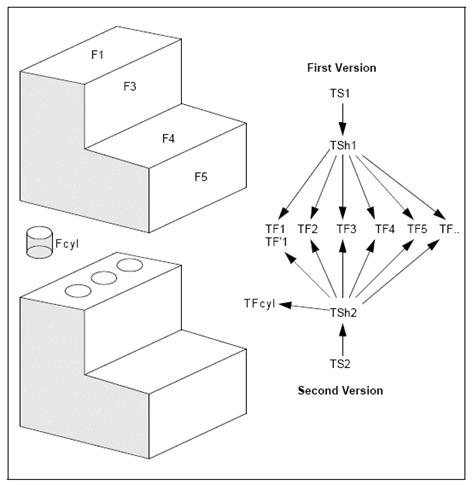 F1
F3
F4
F5
Fcyl
First Version
TS1
TSh1
TF1 TF2 TF3 TF4 TF5 TF..
TF'1
TFcyl
TSh2
TS2
Second Version